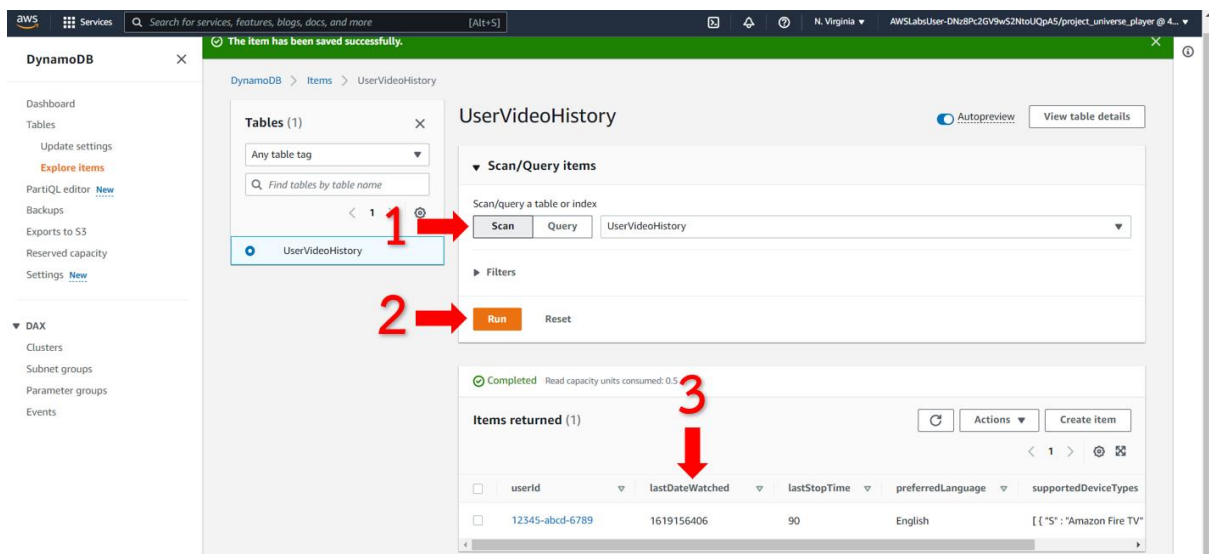 aws Services Search for services, features, blogs, docs, and more [Alt+S] N. Virginia AWSLabsUser-DNz8Pc2GV9wS2NtoUQpA5/project_universe_player @ 4...
The item has been saved successfully.
DynamoDB
Dashboard
Tables
Update settings
Explore items
PartiQL editor New
Backups
Exports to S3
Reserved capacity
Settings New
DAX
Clusters
Subnet groups
Parameter groups
Events
DynamoDB > Items > UserVideoHistory
Tables (1)
Any table tag
Find tables by table name
< 1 >
UserVideoHistory
UserVideoHistory
Autopreview View table details
Scan/Query items
Scan/query a table or index
1
Scan Query UserVideoHistory
Filters
2
Run Reset
Completed Read capacity units consumed: 0.5
3
Items returned (1) Actions Create item
< 1 >
userId lastDateWatched lastStopTime preferredLanguage supportedDeviceTypes
12345-abcd-6789 1619156406 90 English [ { "S" : "Amazon Fire TV"